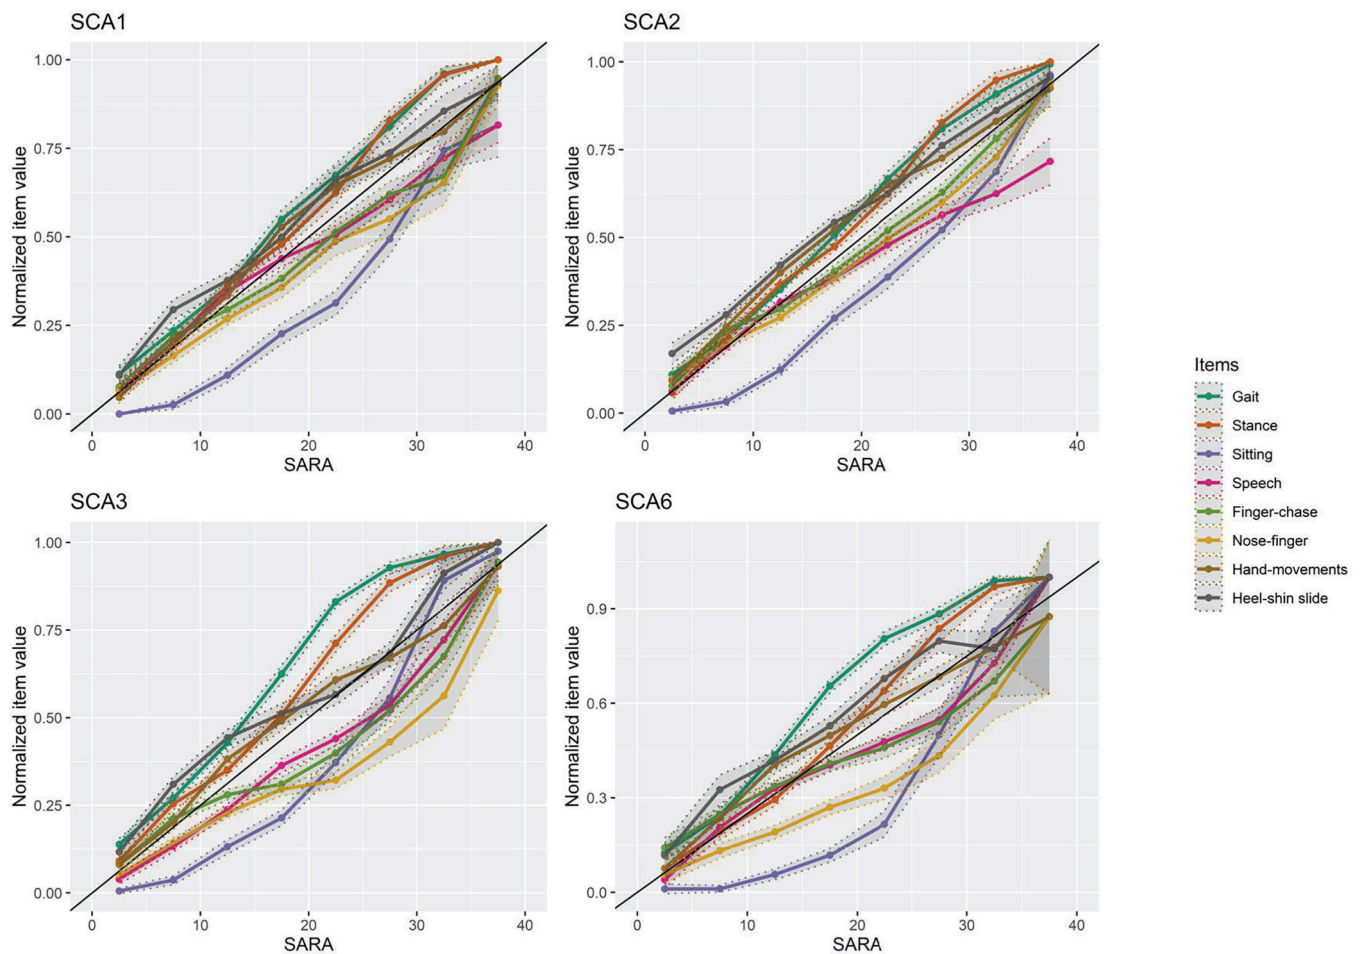 SCA1
1.00
0.75
0.50
0.25
0.00
Normalized item value
0 10 20 30 40
SARA
SCA2
1.00
0.75
0.50
0.25
0.00
Normalized item value
0 10 20 30 40
SARA
SCA3
1.00
0.75
0.50
0.25
0.00
Normalized item value
0 10 20 30 40
SARA
SCA6
0.9
0.6
0.3
0.0
Normalized item value
0 10 20 30 40
SARA
Items
Gait
Stance
Sitting
Speech
Finger-chase
Nose-finger
Hand-movements
Heel-shin slide